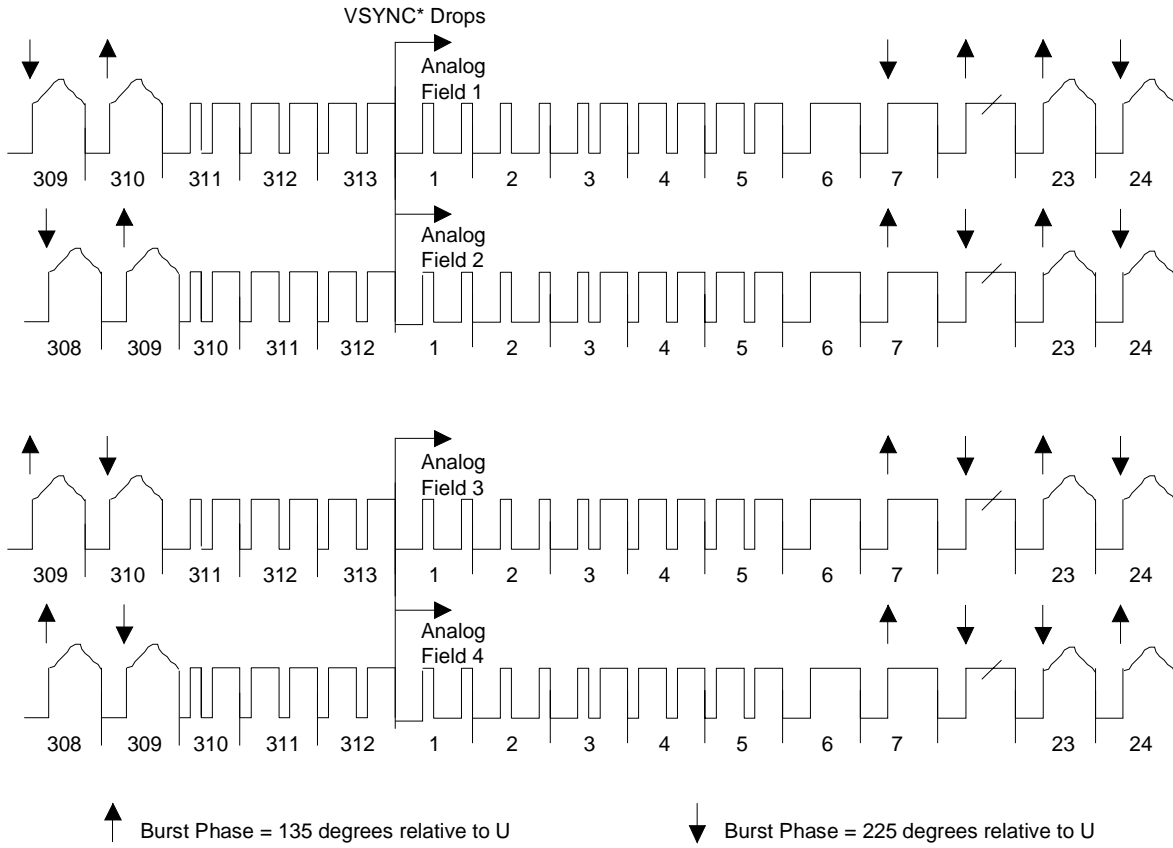 VSYNC* Drops
Analog
Field 1
309 310 311 312 313 1 2 3 4 5 6 7 23 24
Analog
Field 2
308 309 310 311 312 1 2 3 4 5 6 7 23 24
Analog
Field 3
309 310 311 312 313 1 2 3 4 5 6 7 23 24
Analog
Field 4
308 309 310 311 312 1 2 3 4 5 6 7 23 24
Burst Phase = 135 degrees relative to U
Burst Phase = 225 degrees relative to U